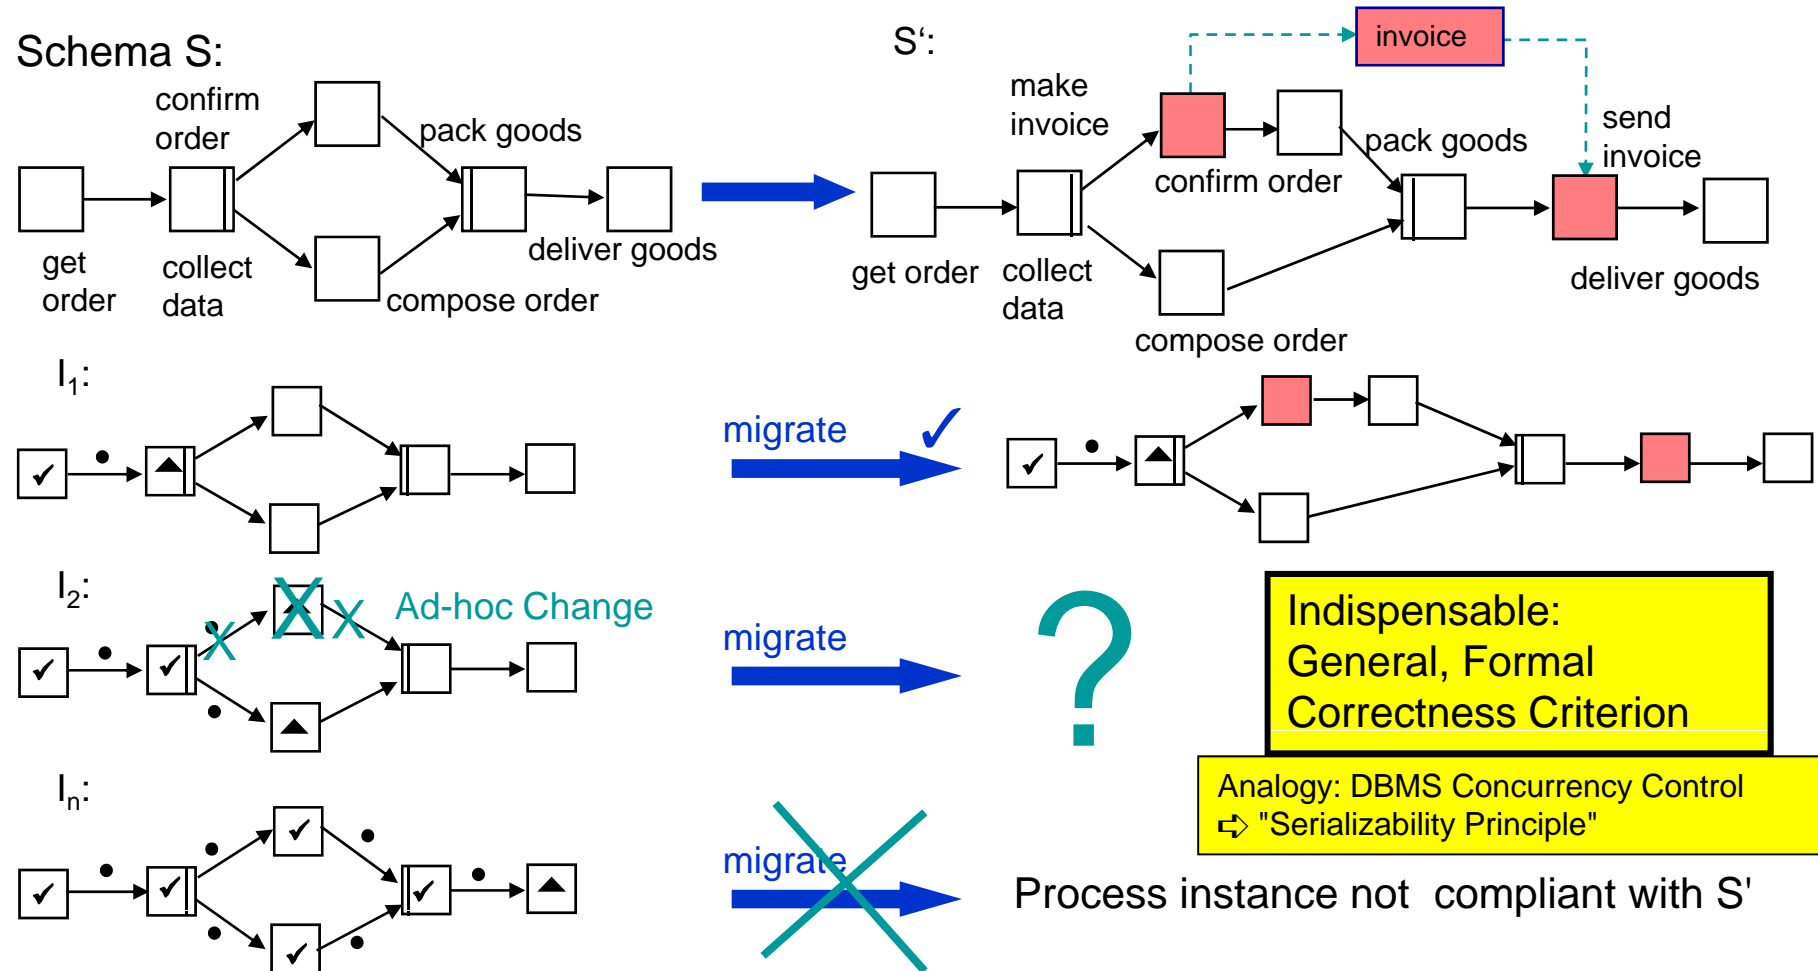 Schema S:
confirm
order
pack goods
get
order
collect
data
deliver goods
compose order
S‘:
invoice
make
invoice
confirm order
pack goods
send
invoice
get order
collect
data
deliver goods
compose order
I1:
migrate
I2:
Ad-hoc Change
migrate
?
Indispensable:
General, Formal
Correctness Criterion
Analogy: DBMS Concurrency Control
➪ "Serializability Principle"
In:
migrate
Process instance not compliant with S'